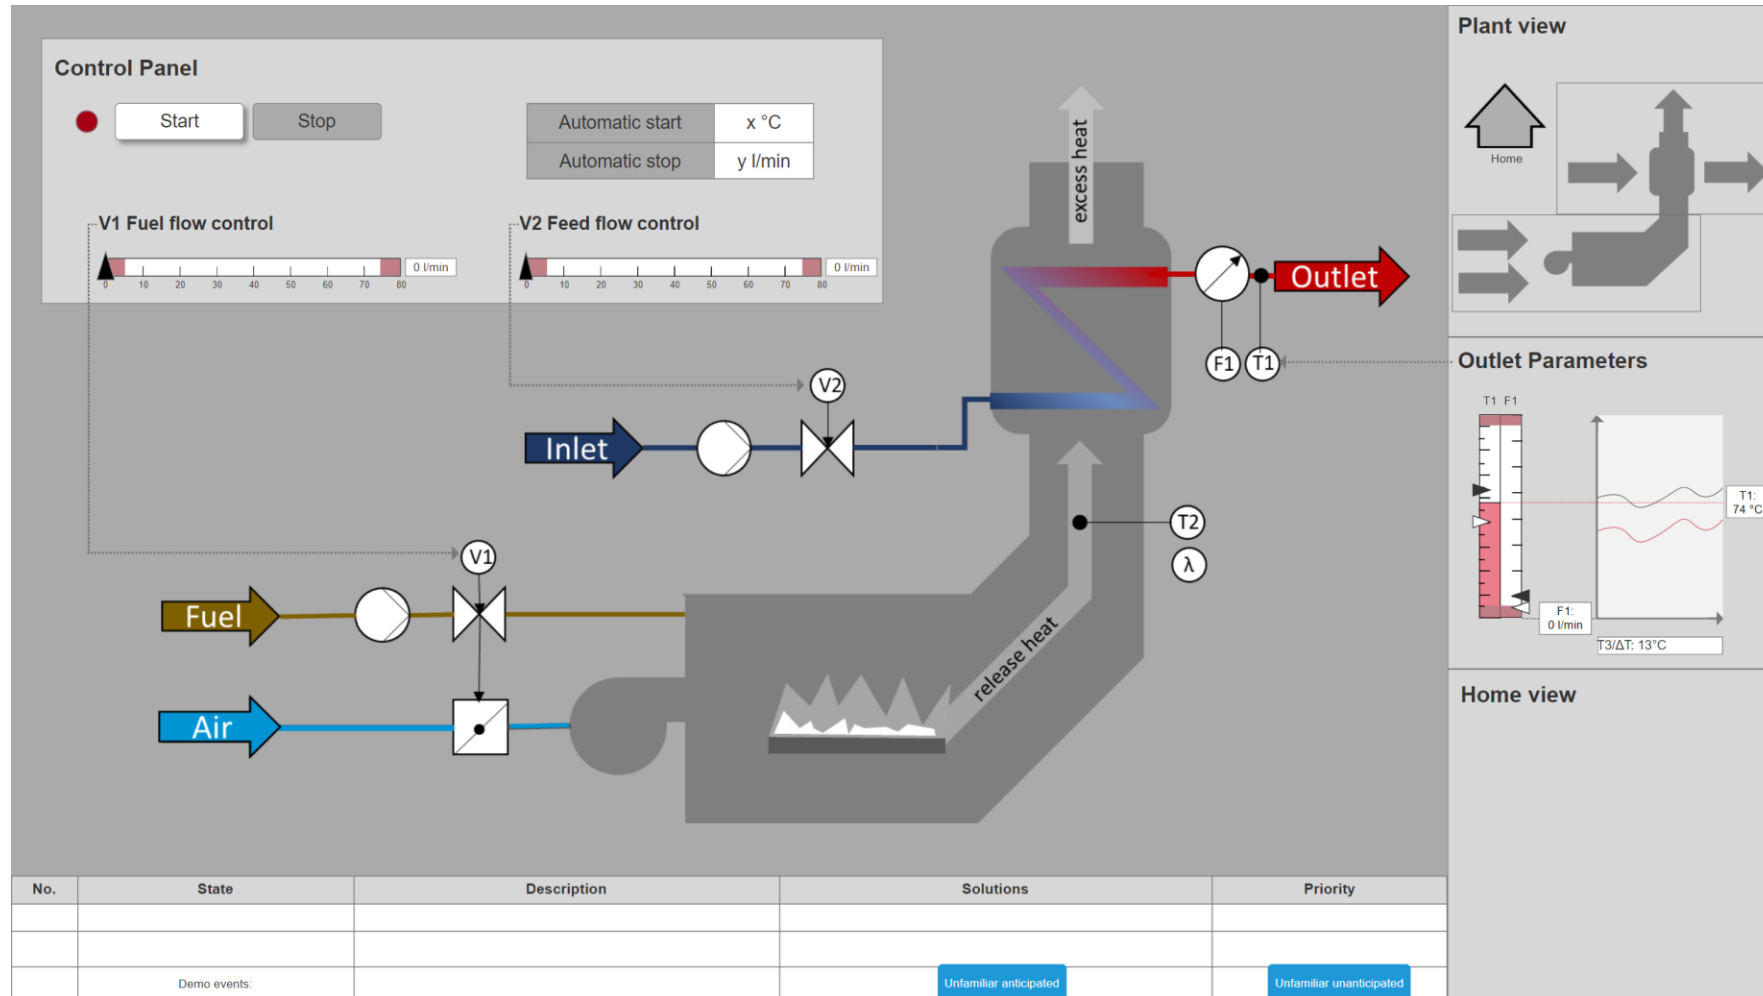 Control Panel
Start
Stop
Automatic start
x °C
Automatic stop
y l/min
V1 Fuel flow control
0 10 20 30 40 50 60 70 80
0 l/min
V2 Feed flow control
0 10 20 30 40 50 60 70 80
0 l/min
excess heat
Outlet
F1
T1
V2
Inlet
T2
λ
V1
Fuel
release heat
Air
Plant view
Home
Outlet Parameters
T1 F1
T1:
74 °C
F1:
0 l/min
T3/ΔT: 13°C
Home view
No. State Description Solutions Priority
Demo events: Unfamiliar anticipated Unfamiliar unanticipated